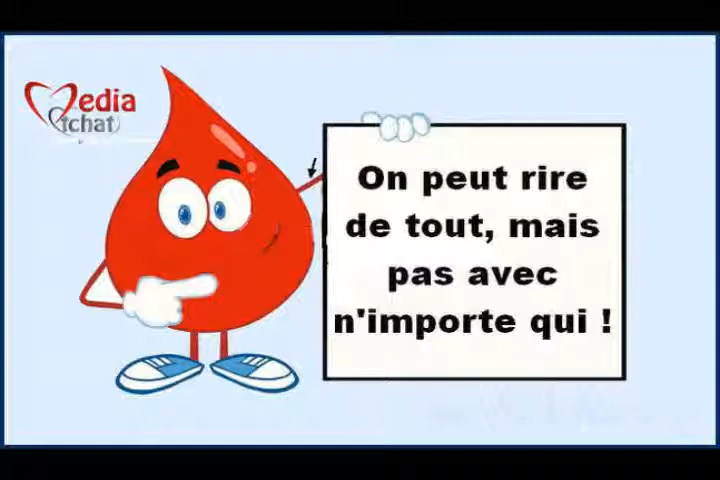 Media
tchat
On peut rire
de tout, mais
pas avec
n'importe qui !